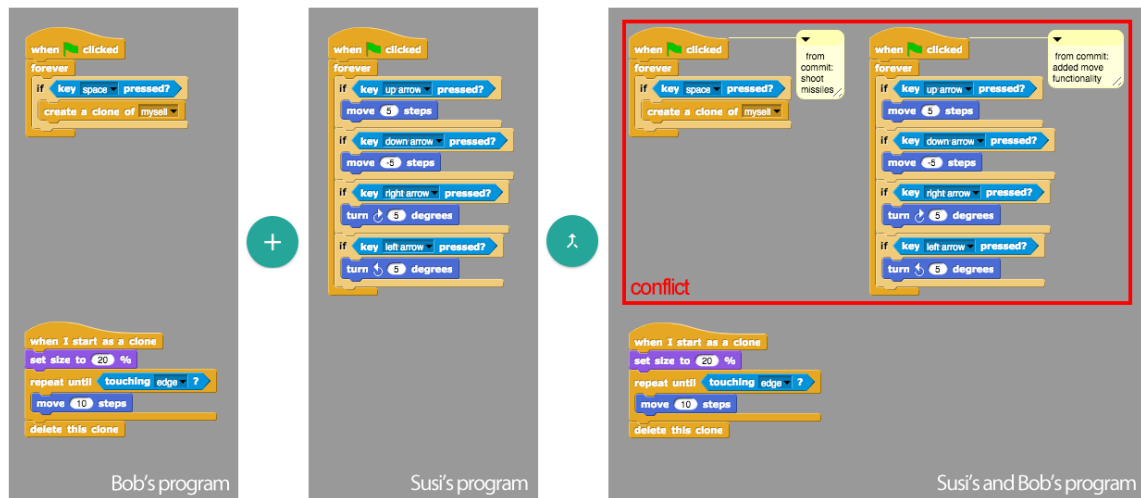 when clicked
forever
if key space pressed?
create a clone of myself
when I start as a clone
set size to 20 %
repeat until touching edge ?
move 10 steps
delete this clone
Bob's program
+
when clicked
forever
if key up arrow pressed?
move 5 steps
if key down arrow pressed?
move -5 steps
if key right arrow pressed?
turn 5 degrees
if key left arrow pressed?
turn 5 degrees
Susi's program
when clicked
forever
if key space pressed?
create a clone of myself
from
commit:
shoot
missiles
when clicked
forever
if key up arrow pressed?
move 5 steps
if key down arrow pressed?
move -5 steps
if key right arrow pressed?
turn 5 degrees
if key left arrow pressed?
turn 5 degrees
from commit:
added move
functionality
conflict
when I start as a clone
set size to 20 %
repeat until touching edge ?
move 10 steps
delete this clone
Susi's and Bob's program